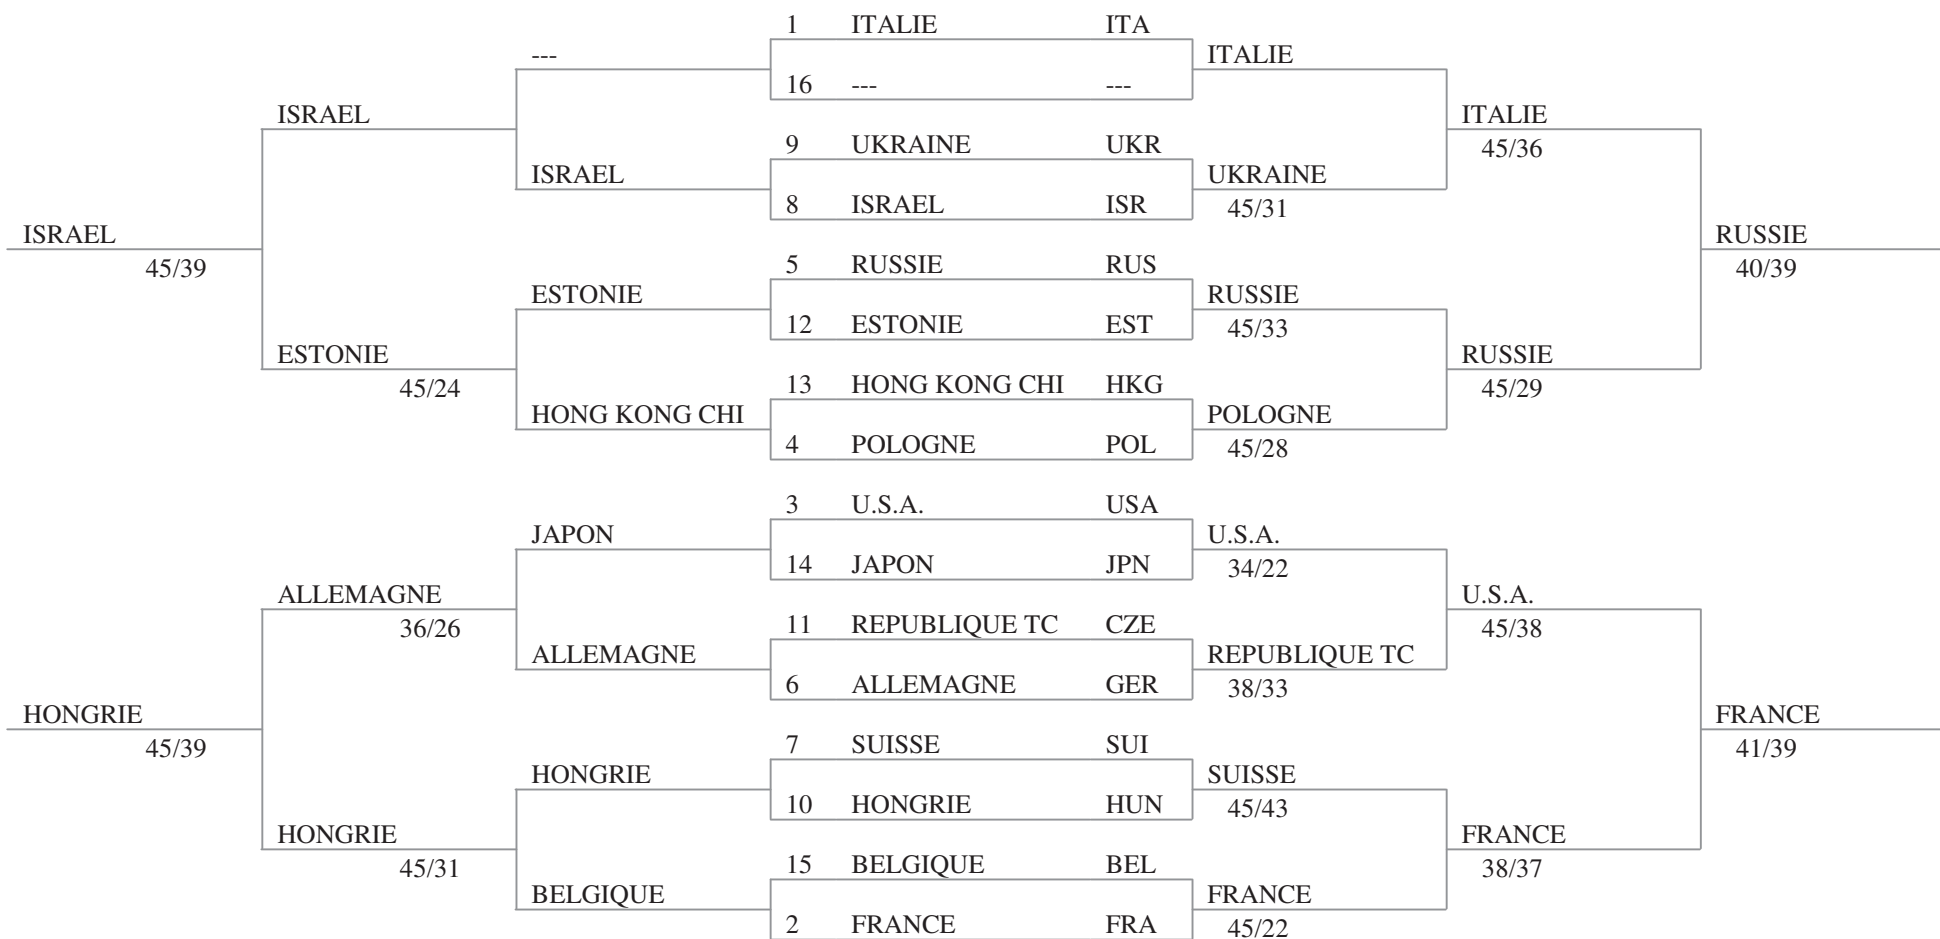 1 ITALIE ITA
--- ITALIE
16 --- ---
ISRAEL ITALIE
9 UKRAINE UKR 45/36
ISRAEL UKRAINE
8 ISRAEL ISR 45/31
ISRAEL RUSSIE
45/39 5 RUSSIE RUS 40/39
ESTONIE RUSSIE
12 ESTONIE EST 45/33
ESTONIE RUSSIE
45/24 13 HONG KONG CHI HKG 45/29
HONG KONG CHI POLOGNE
4 POLOGNE POL 45/28
3 U.S.A. USA
JAPON U.S.A.
14 JAPON JPN 34/22
ALLEMAGNE U.S.A.
36/26 11 REPUBLIQUE TC CZE 45/38
ALLEMAGNE REPUBLIQUE TC
6 ALLEMAGNE GER 38/33
HONGRIE FRANCE
45/39 7 SUISSE SUI 41/39
HONGRIE SUISSE
10 HONGRIE HUN 45/43
HONGRIE FRANCE
45/31 15 BELGIQUE BEL 38/37
BELGIQUE FRANCE
2 FRANCE FRA 45/22